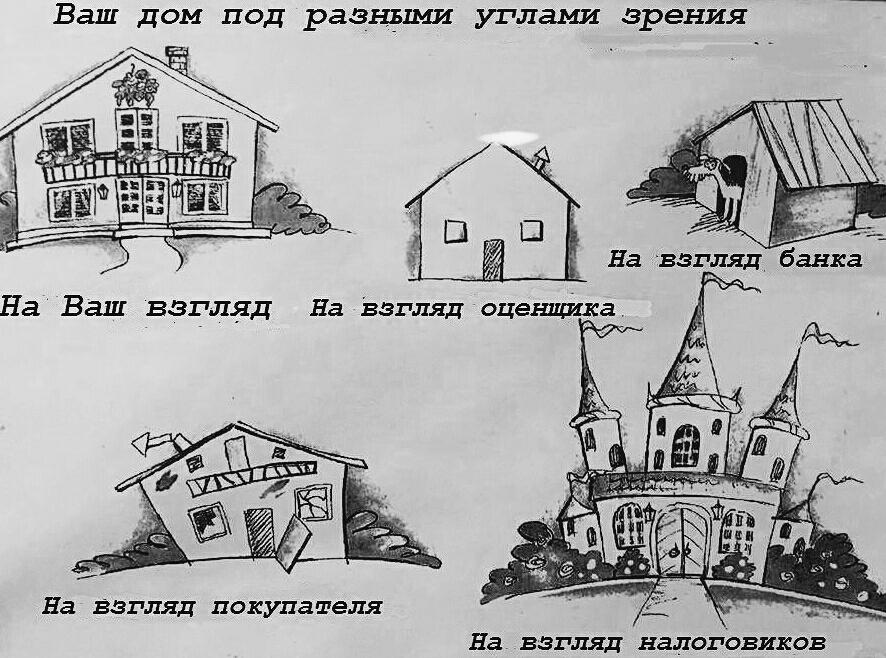 Ваш дом под разными углами зрения
На взгляд банка
На Ваш взгляд
На взгляд оценщика
На взгляд покупателя
На взгляд налоговиков